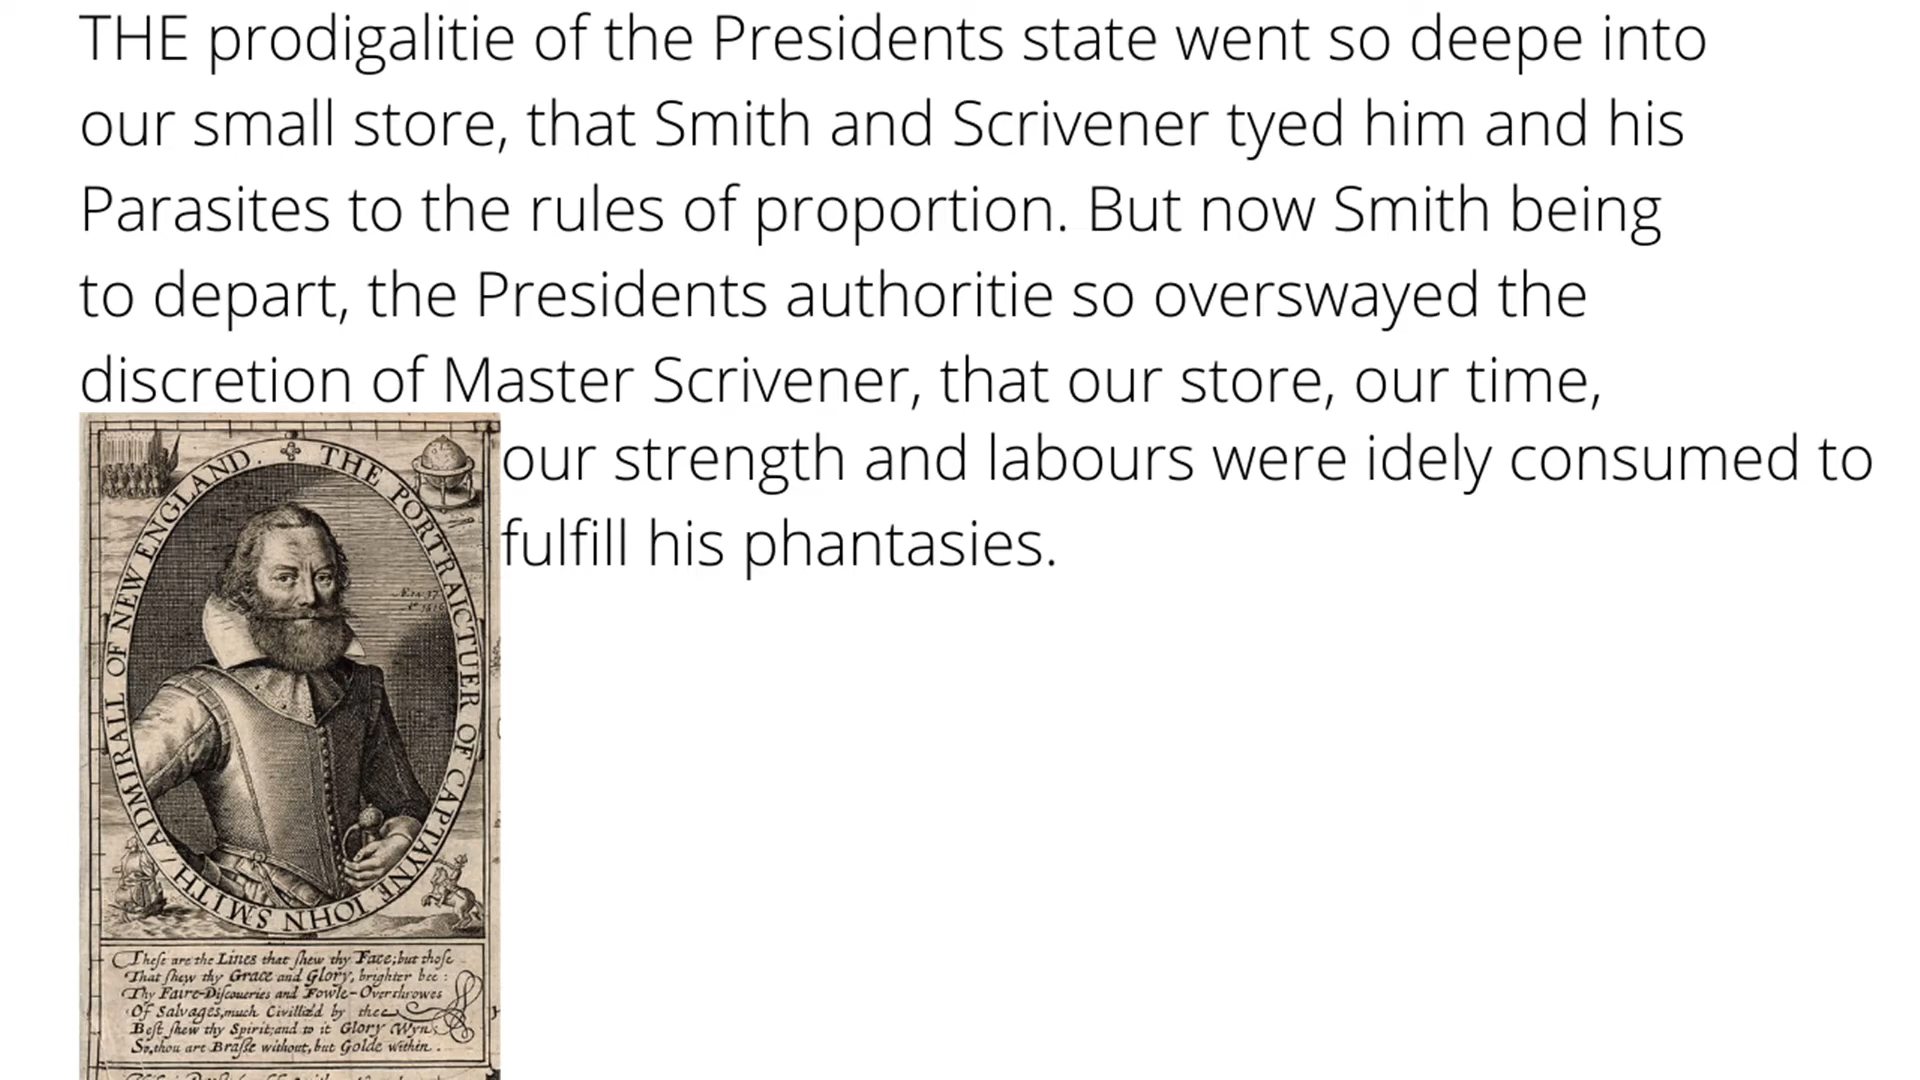 THE prodigalitie of the Presidents state went so deepe into
our small store, that Smith and Scrivener tyed him and his
Parasites to the rules of proportion. But now Smith being
to depart, the Presidents authoritie so overswayed the
discretion of Master Scrivener, that our store, our time,
our strength and labours were idely consumed to
fulfill his phantasies.
THE PORTRAICTUER OF CAPTAYNE IOHN SMITH / ADMIRALL OF NEW ENGLAND.
These are the Lines that shew thy Face; but those
That shew thy Grace and Glory, brighter bee :
Thy Faire-Discoueries and Fowle-Overthrowes
Of Salvages, much Civilliz'd by thee
Best shew thy Spirit; and to it Glory Wyn;
So, thou art Brasse without, but Golde within.